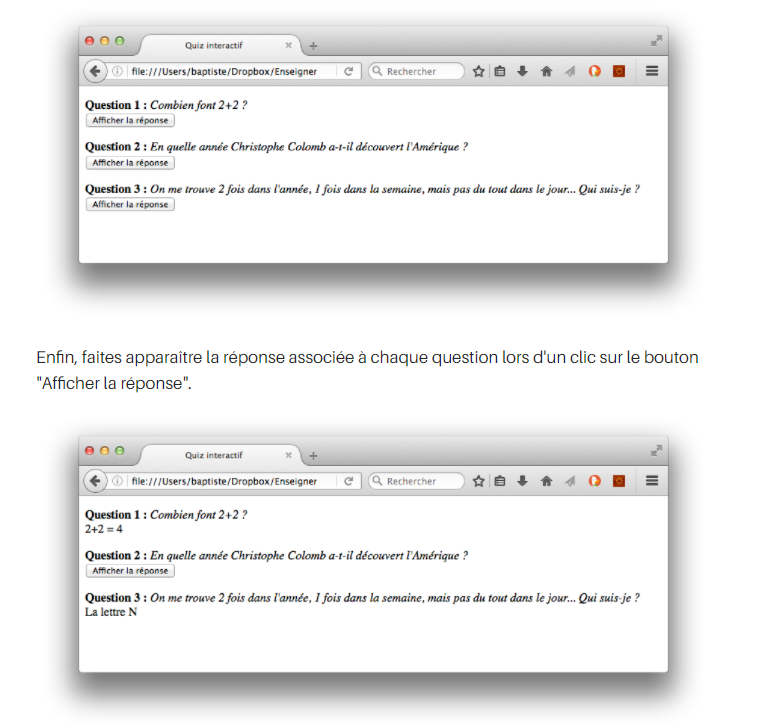 Quiz interactif
file:///Users/baptiste/Dropbox/Enseigner
Rechercher
Question 1 : Combien font 2+2 ?
Afficher la réponse
Question 2 : En quelle année Christophe Colomb a-t-il découvert l'Amérique ?
Afficher la réponse
Question 3 : On me trouve 2 fois dans l'année, 1 fois dans la semaine, mais pas du tout dans le jour... Qui suis-je ?
Afficher la réponse
Enfin, faites apparaître la réponse associée à chaque question lors d'un clic sur le bouton
"Afficher la réponse".
Quiz interactif
file:///Users/baptiste/Dropbox/Enseigner
Rechercher
Question 1 : Combien font 2+2 ?
2+2 = 4
Question 2 : En quelle année Christophe Colomb a-t-il découvert l'Amérique ?
Afficher la réponse
Question 3 : On me trouve 2 fois dans l'année, 1 fois dans la semaine, mais pas du tout dans le jour... Qui suis-je ?
La lettre N